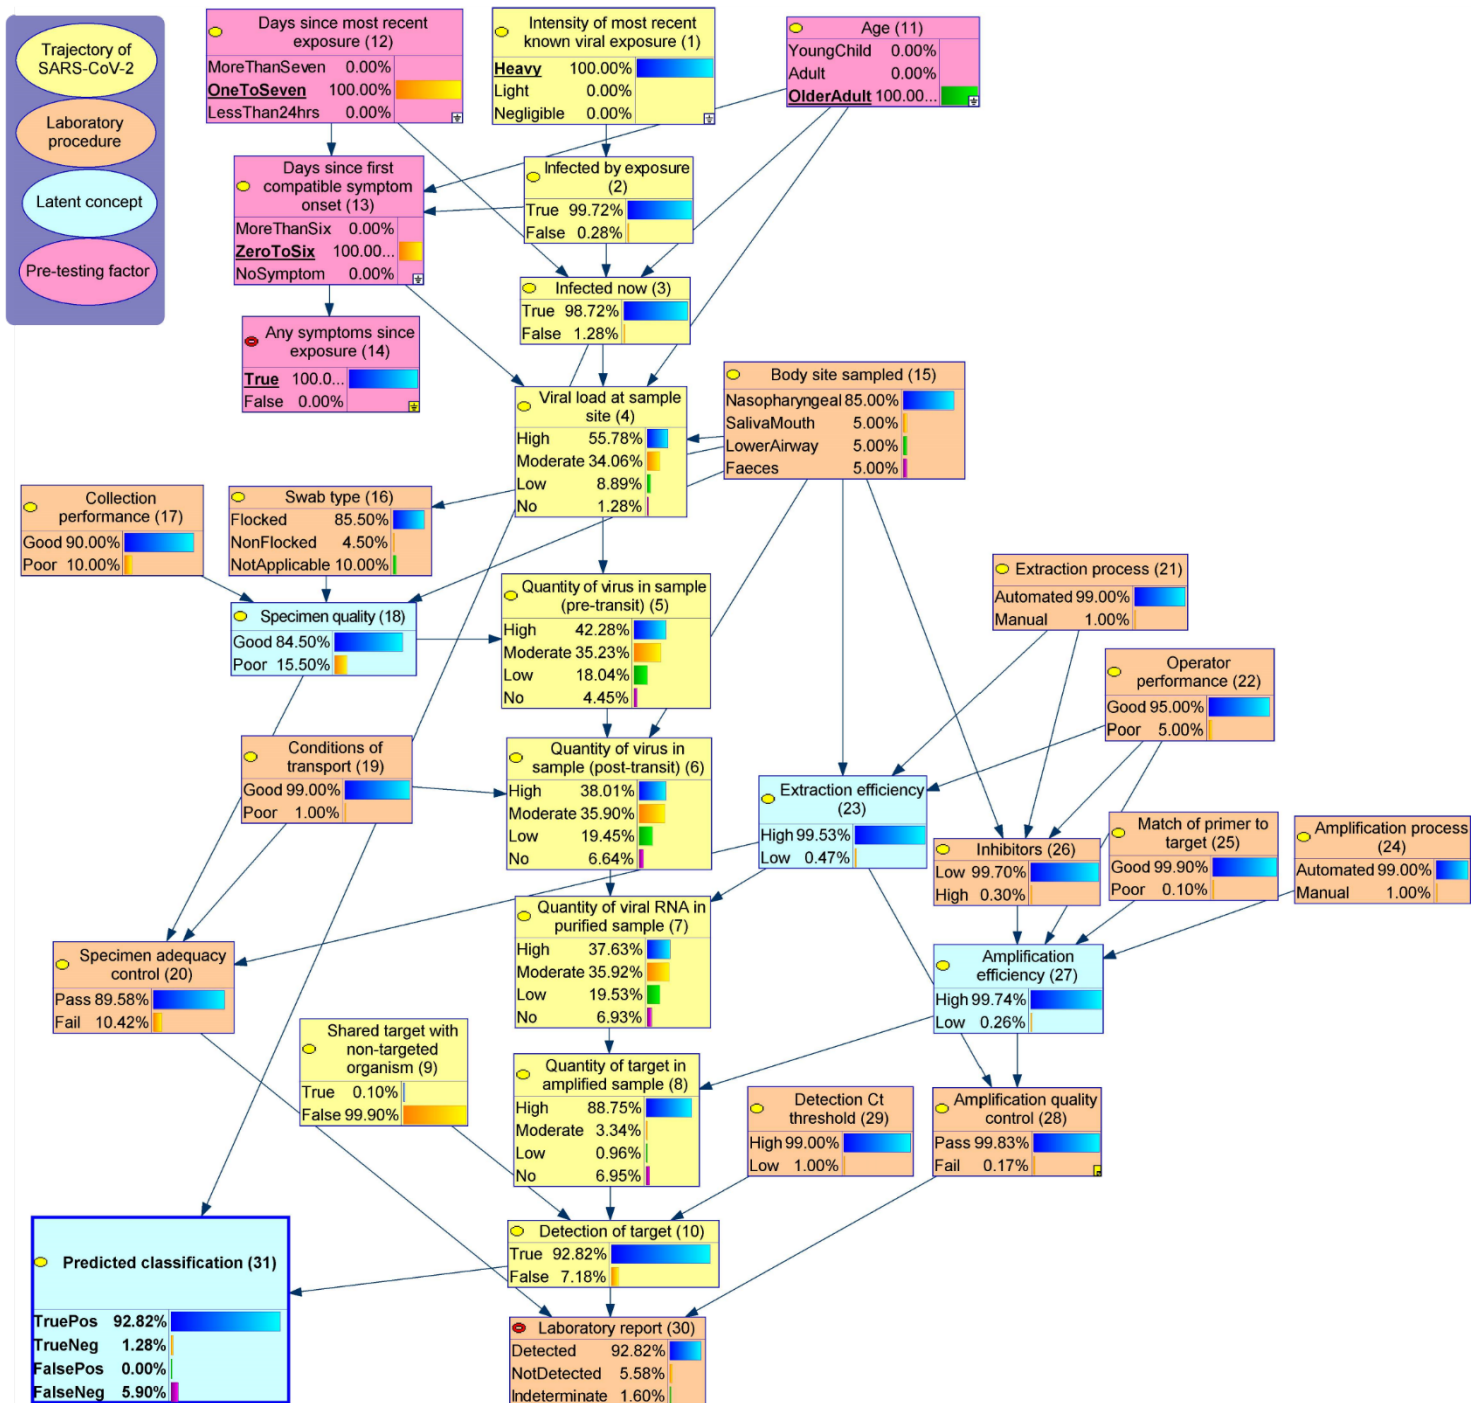 Trajectory of
SARS-CoV-2
Laboratory
procedure
Latent concept
Pre-testing factor
Days since most recent
exposure (12)
MoreThanSeven 0.00%
OneToSeven 100.00%
LessThan24hrs 0.00%
Intensity of most recent
known viral exposure (1)
Heavy 100.00%
Light 0.00%
Negligible 0.00%
Age (11)
YoungChild 0.00%
Adult 0.00%
OlderAdult 100.00...
Days since first
compatible symptom
onset (13)
MoreThanSix 0.00%
ZeroToSix 100.00...
NoSymptom 0.00%
Infected by exposure
(2)
True 99.72%
False 0.28%
Infected now (3)
True 98.72%
False 1.28%
Any symptoms since
exposure (14)
True 100.0...
False 0.00%
Viral load at sample
site (4)
High 55.78%
Moderate 34.06%
Low 8.89%
No 1.28%
Body site sampled (15)
Nasopharyngeal 85.00%
SalivaMouth 5.00%
LowerAirway 5.00%
Faeces 5.00%
Collection
performance (17)
Good 90.00%
Poor 10.00%
Swab type (16)
Flocked 85.50%
NonFlocked 4.50%
NotApplicable 10.00%
Specimen quality (18)
Good 84.50%
Poor 15.50%
Quantity of virus in sample
(pre-transit) (5)
High 42.28%
Moderate 35.23%
Low 18.04%
No 4.45%
Extraction process (21)
Automated 99.00%
Manual 1.00%
Operator
performance (22)
Good 95.00%
Poor 5.00%
Conditions of
transport (19)
Good 99.00%
Poor 1.00%
Quantity of virus in
sample (post-transit) (6)
High 38.01%
Moderate 35.90%
Low 19.45%
No 6.64%
Extraction efficiency
(23)
High 99.53%
Low 0.47%
Inhibitors (26)
Low 99.70%
High 0.30%
Match of primer to
target (25)
Good 99.90%
Poor 0.10%
Amplification process
(24)
Automated 99.00%
Manual 1.00%
Quantity of viral RNA in
purified sample (7)
High 37.63%
Moderate 35.92%
Low 19.53%
No 6.93%
Specimen adequacy
control (20)
Pass 89.58%
Fail 10.42%
Amplification
efficiency (27)
High 99.74%
Low 0.26%
Shared target with
non-targeted
organism (9)
True 0.10%
False 99.90%
Quantity of target in
amplified sample (8)
High 88.75%
Moderate 3.34%
Low 0.96%
No 6.95%
Detection Ct
threshold (29)
High 99.00%
Low 1.00%
Amplification quality
control (28)
Pass 99.83%
Fail 0.17%
Predicted classification (31)
TruePos 92.82%
TrueNeg 1.28%
FalsePos 0.00%
FalseNeg 5.90%
Detection of target (10)
True 92.82%
False 7.18%
Laboratory report (30)
Detected 92.82%
NotDetected 5.58%
Indeterminate 1.60%